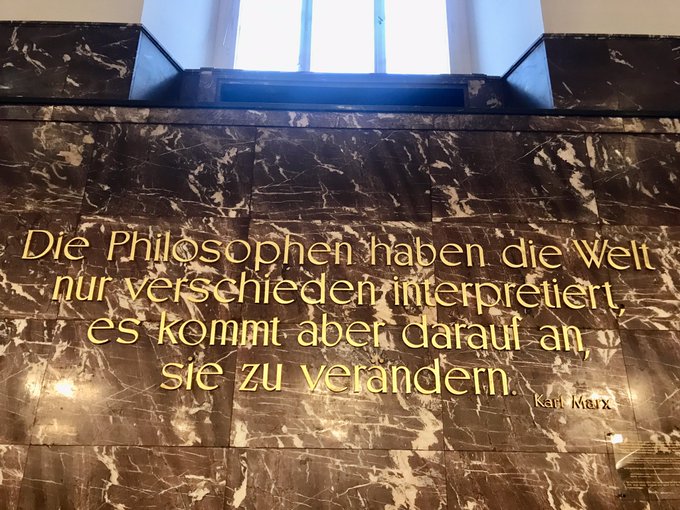 Die Philosophen haben die Welt
nur verschieden interpretiert,
es kommt aber darauf an,
sie zu verändern.
Karl Marx